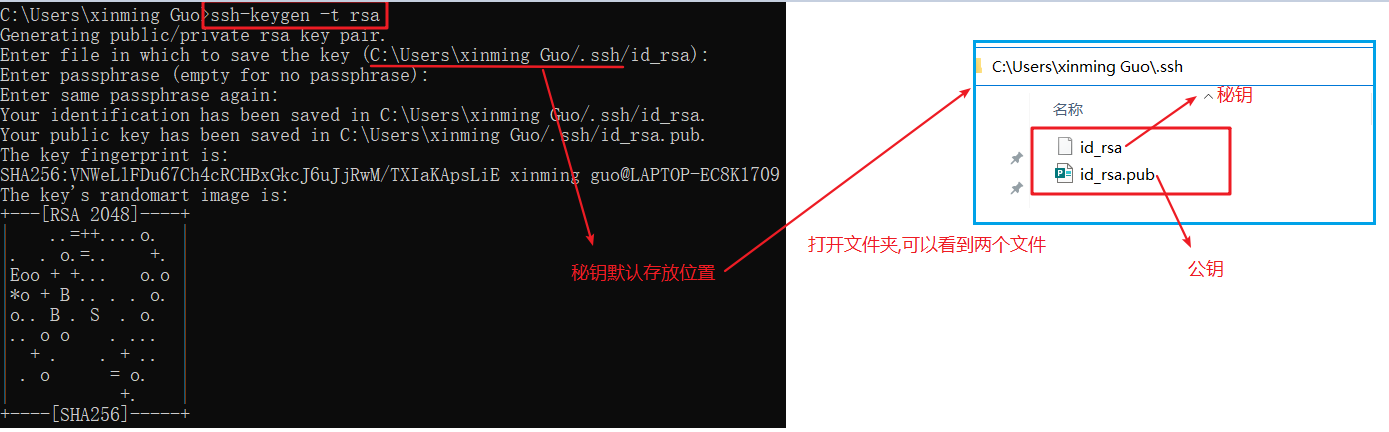 C:\Users\xinming Guo>ssh-keygen -t rsa
Generating public/private rsa key pair.
Enter file in which to save the key (C:\Users\xinming Guo/.ssh/id_rsa):
Enter passphrase (empty for no passphrase):
Enter same passphrase again:
Your identification has been saved in C:\Users\xinming Guo/.ssh/id_rsa.
Your public key has been saved in C:\Users\xinming Guo/.ssh/id_rsa.pub.
The key fingerprint is:
SHA256:VNWeLlFDu67Ch4cRCHBxGkcJ6uJjRwM/TXIaKApsLiE xinming guo@LAPTOP-EC8K1709
The key's randomart image is:
+---[RSA 2048]----+
|    ..=++....o.  |
|.  . o.=..    +. |
|Eoo + +...   o.o |
|*o + B .. . . o. |
|o.. B . S  . o.  |
|.. o o    . ...  |
|  + .    . + ..  |
| . o      = o.   |
|           +.    |
+----[SHA256]-----+
秘钥默认存放位置
打开文件夹,可以看到两个文件
C:\Users\xinming Guo\.ssh
名称
秘钥
id_rsa
id_rsa.pub
公钥